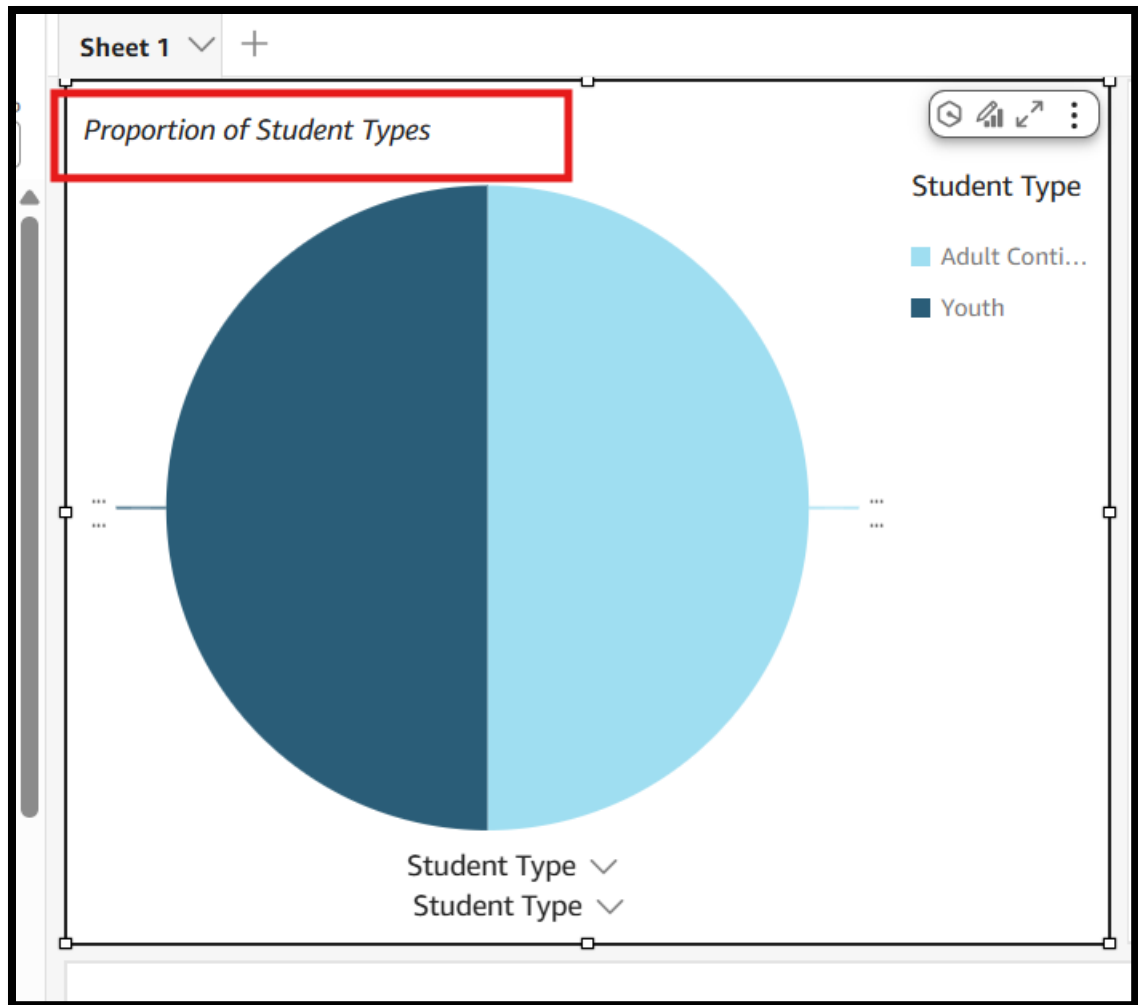 Sheet 1
Proportion of Student Types
Student Type
Adult Conti...
Youth
...
...
...
...
Student Type
Student Type